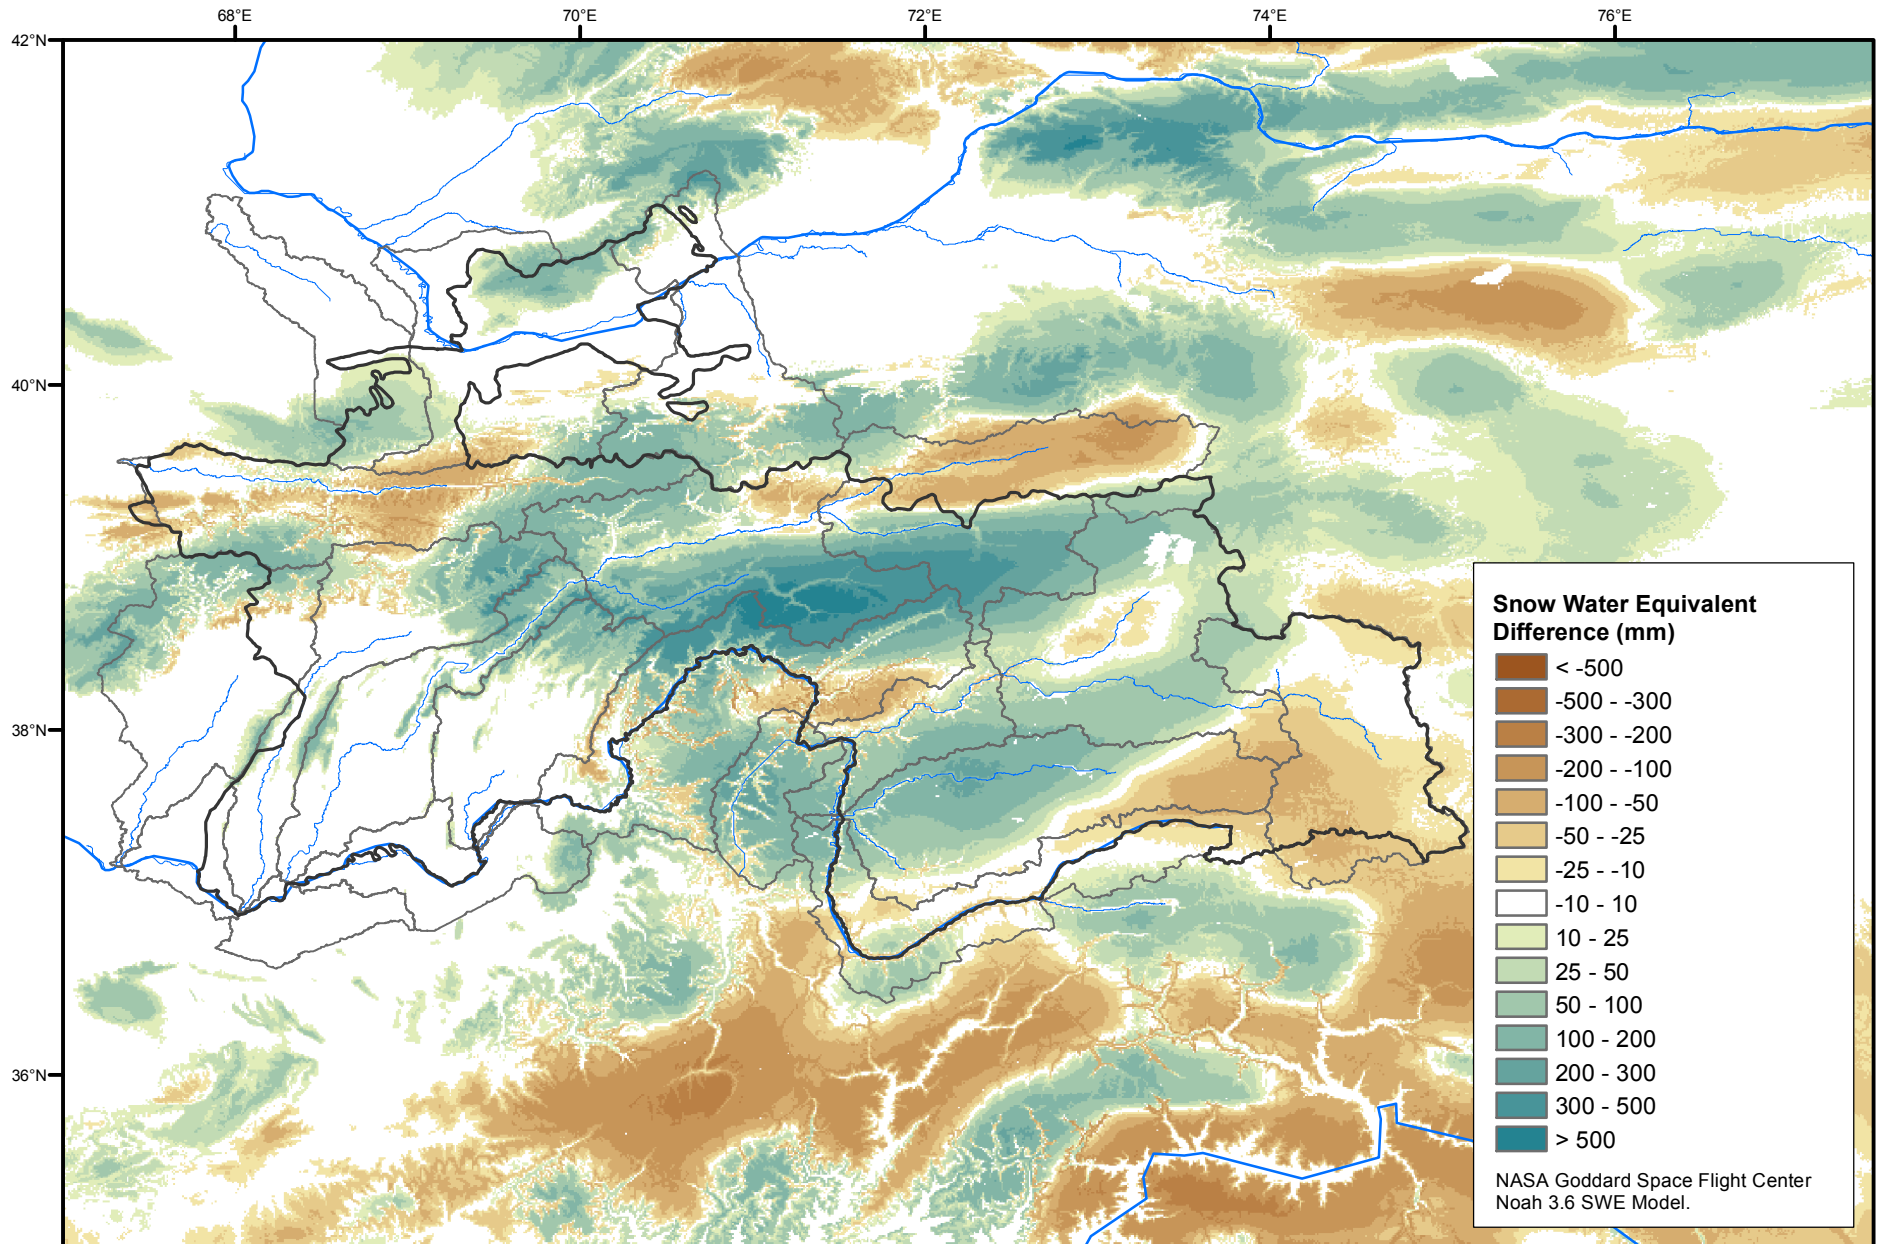 68°E
70°E
72°E
74°E
76°E
42°N
40°N
38°N
36°N
Snow Water Equivalent
Difference (mm)
< -500
-500 - -300
-300 - -200
-200 - -100
-100 - -50
-50 - -25
-25 - -10
-10 - 10
10 - 25
25 - 50
50 - 100
100 - 200
200 - 300
300 - 500
> 500
NASA Goddard Space Flight Center
Noah 3.6 SWE Model.